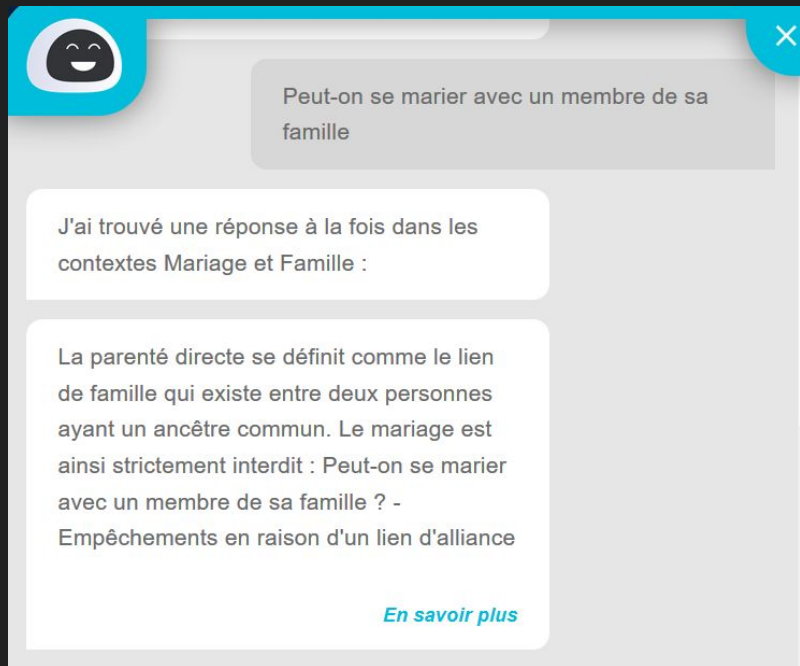 Peut-on se marier avec un membre de sa
famille
J'ai trouvé une réponse à la fois dans les
contextes Mariage et Famille :
La parenté directe se définit comme le lien
de famille qui existe entre deux personnes
ayant un ancêtre commun. Le mariage est
ainsi strictement interdit : Peut-on se marier
avec un membre de sa famille ? -
Empêchements en raison d'un lien d'alliance
En savoir plus